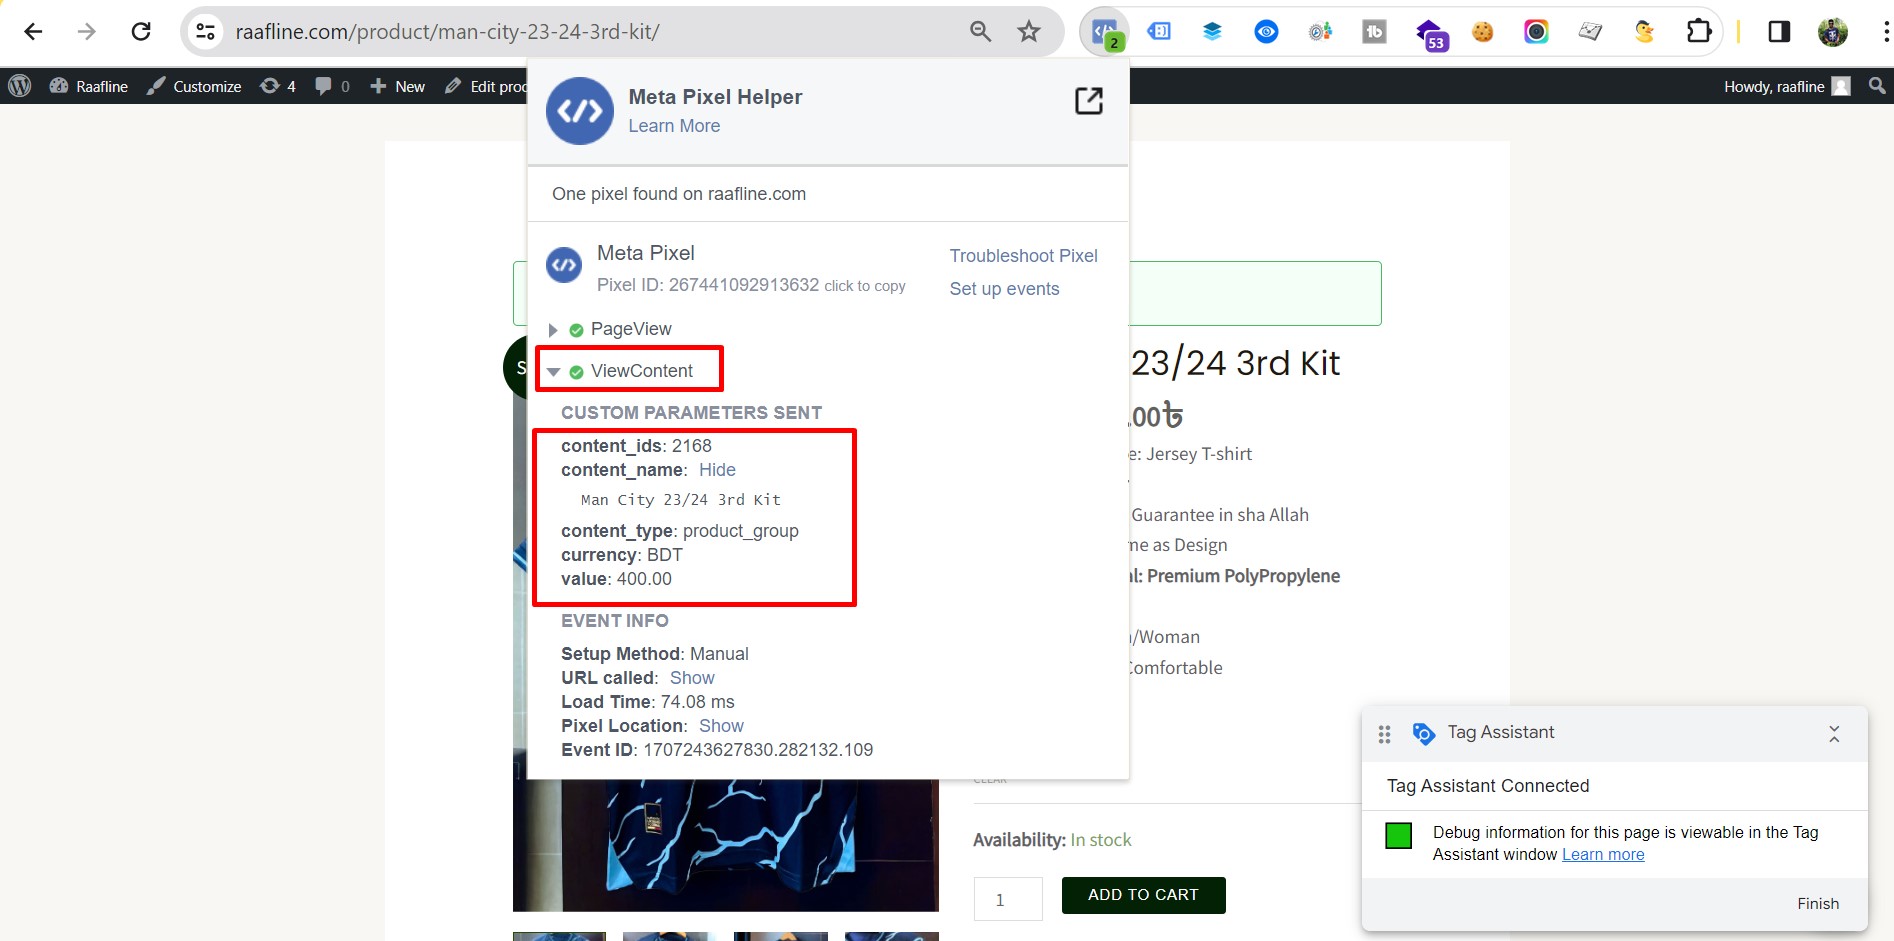 raafline.com/product/man-city-23-24-3rd-kit/
2
53
Raafline
Customize
4
0
New
Edit
Howdy, raafline
Meta Pixel Helper
Learn More
One pixel found on raafline.com
Meta Pixel
Pixel ID: 267441092913632 click to copy
Troubleshoot Pixel
Set up events
PageView
ViewContent
CUSTOM PARAMETERS SENT
content_ids: 2168
content_name: Hide
Man City 23/24 3rd Kit
content_type: product_group
currency: BDT
value: 400.00
EVENT INFO
Setup Method: Manual
URL called: Show
Load Time: 74.08 ms
Pixel Location: Show
Event ID: 1707243627830.282132.109
23/24 3rd Kit
.00৳
Jersey T-shirt
Guarantee in sha Allah
as Design
Premium PolyPropylene
/Woman
Comfortable
CLEAR
Availability: In stock
1
ADD TO CART
Tag Assistant
Tag Assistant Connected
Debug information for this page is viewable in the Tag
Assistant window Learn more
Finish